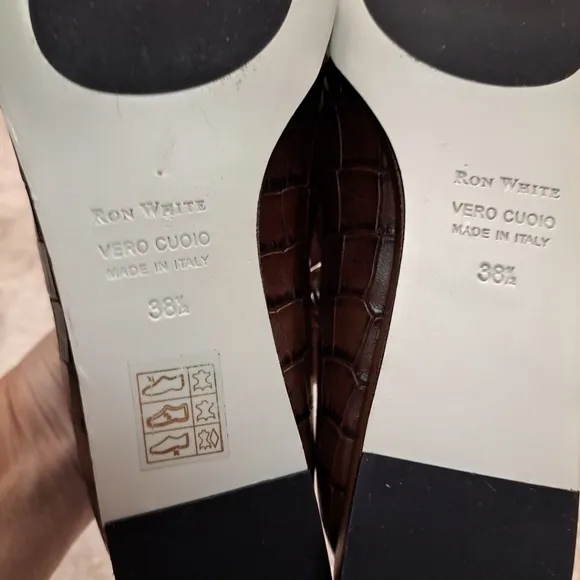 RON WHITE
VERO CUOIO
MADE IN ITALY
38½
RON WHITE
VERO CUOIO
MADE IN ITALY
38½